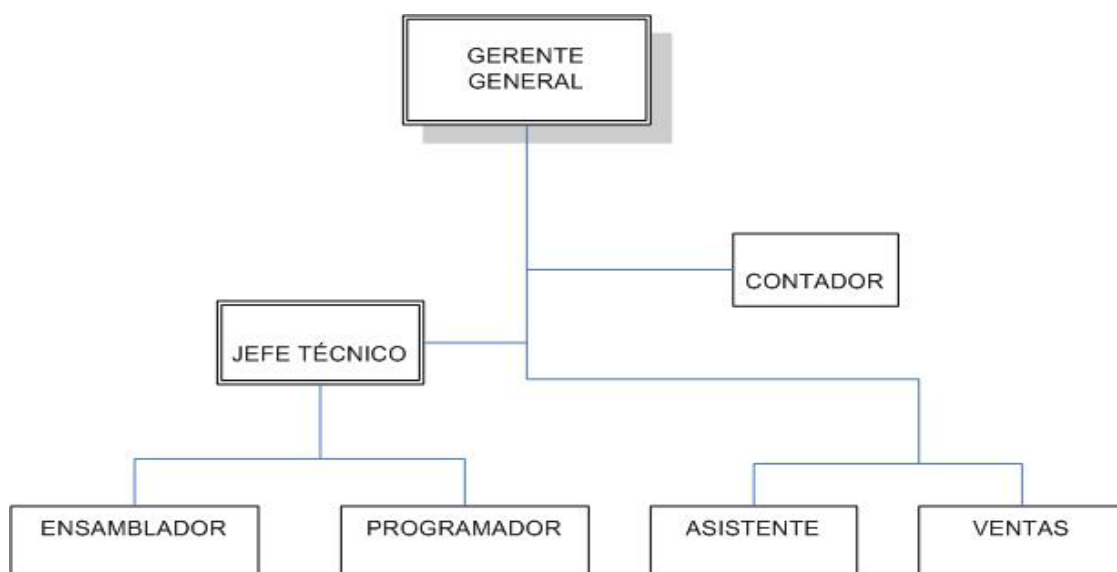 GERENTE
GENERAL
CONTADOR
JEFE TÉCNICO
ENSAMBLADOR
PROGRAMADOR
ASISTENTE
VENTAS